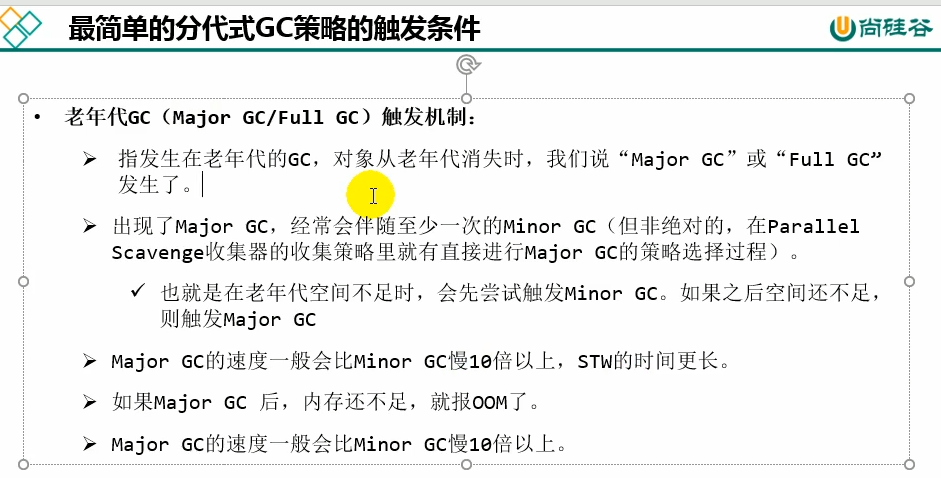 最简单的分代式GC策略的触发条件
尚硅谷
• 老年代GC（Major GC/Full GC）触发机制：
➢ 指发生在老年代的GC，对象从老年代消失时，我们说“Major GC”或“Full GC”
发生了。
➢ 出现了Major GC，经常会伴随至少一次的Minor GC（但非绝对的，在Parallel
Scavenge收集器的收集策略里就有直接进行Major GC的策略选择过程）。
✓ 也就是在老年代空间不足时，会先尝试触发Minor GC。如果之后空间还不足，
则触发Major GC
➢ Major GC的速度一般会比Minor GC慢10倍以上，STW的时间更长。
➢ 如果Major GC 后，内存还不足，就报OOM了。
➢ Major GC的速度一般会比Minor GC慢10倍以上。